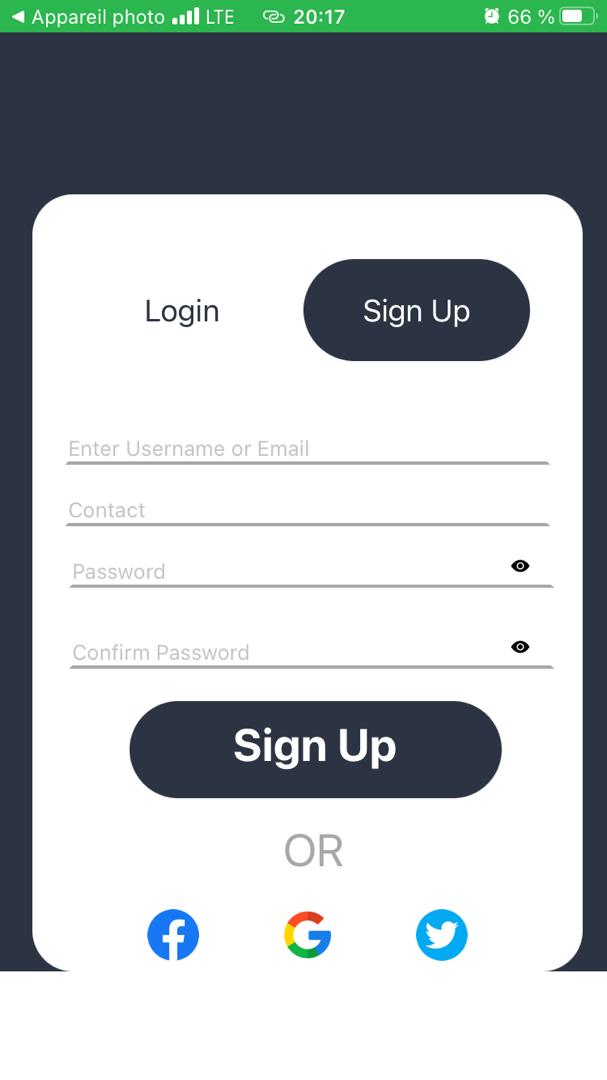 Appareil photo LTE 20:17 66 %
Login
Sign Up
Enter Username or Email
Contact
Password
Confirm Password
Sign Up
OR